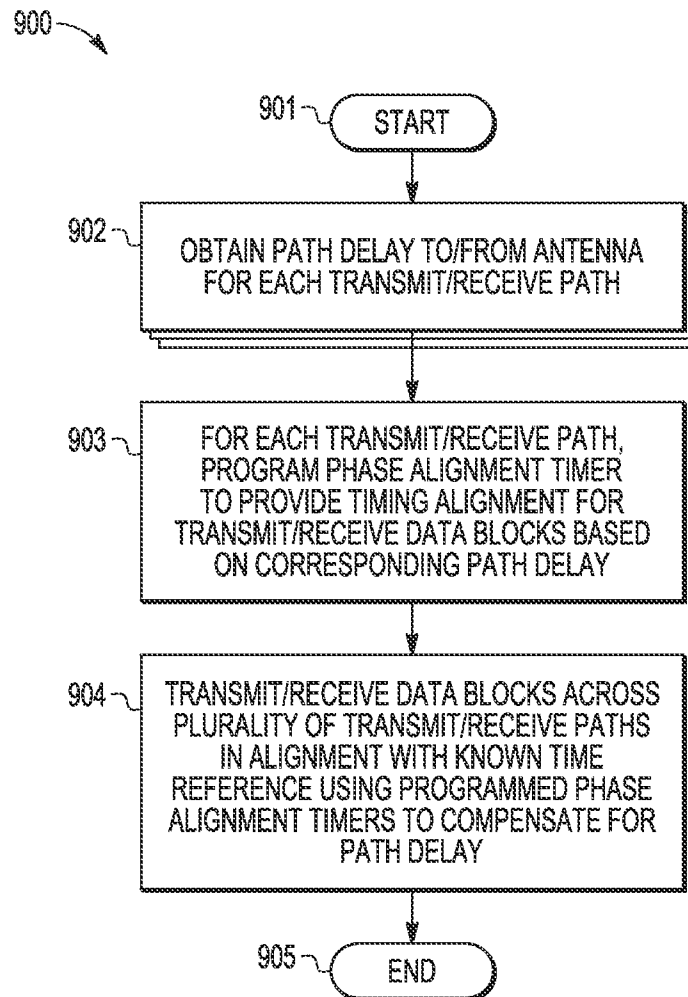 900
901
START
902
OBTAIN PATH DELAY TO/FROM ANTENNA
FOR EACH TRANSMIT/RECEIVE PATH
903
FOR EACH TRANSMIT/RECEIVE PATH,
PROGRAM PHASE ALIGNMENT TIMER
TO PROVIDE TIMING ALIGNMENT FOR
TRANSMIT/RECEIVE DATA BLOCKS BASED
ON CORRESPONDING PATH DELAY
904
TRANSMIT/RECEIVE DATA BLOCKS ACROSS
PLURALITY OF TRANSMIT/RECEIVE PATHS
IN ALIGNMENT WITH KNOWN TIME
REFERENCE USING PROGRAMMED PHASE
ALIGNMENT TIMERS TO COMPENSATE FOR
PATH DELAY
905
END